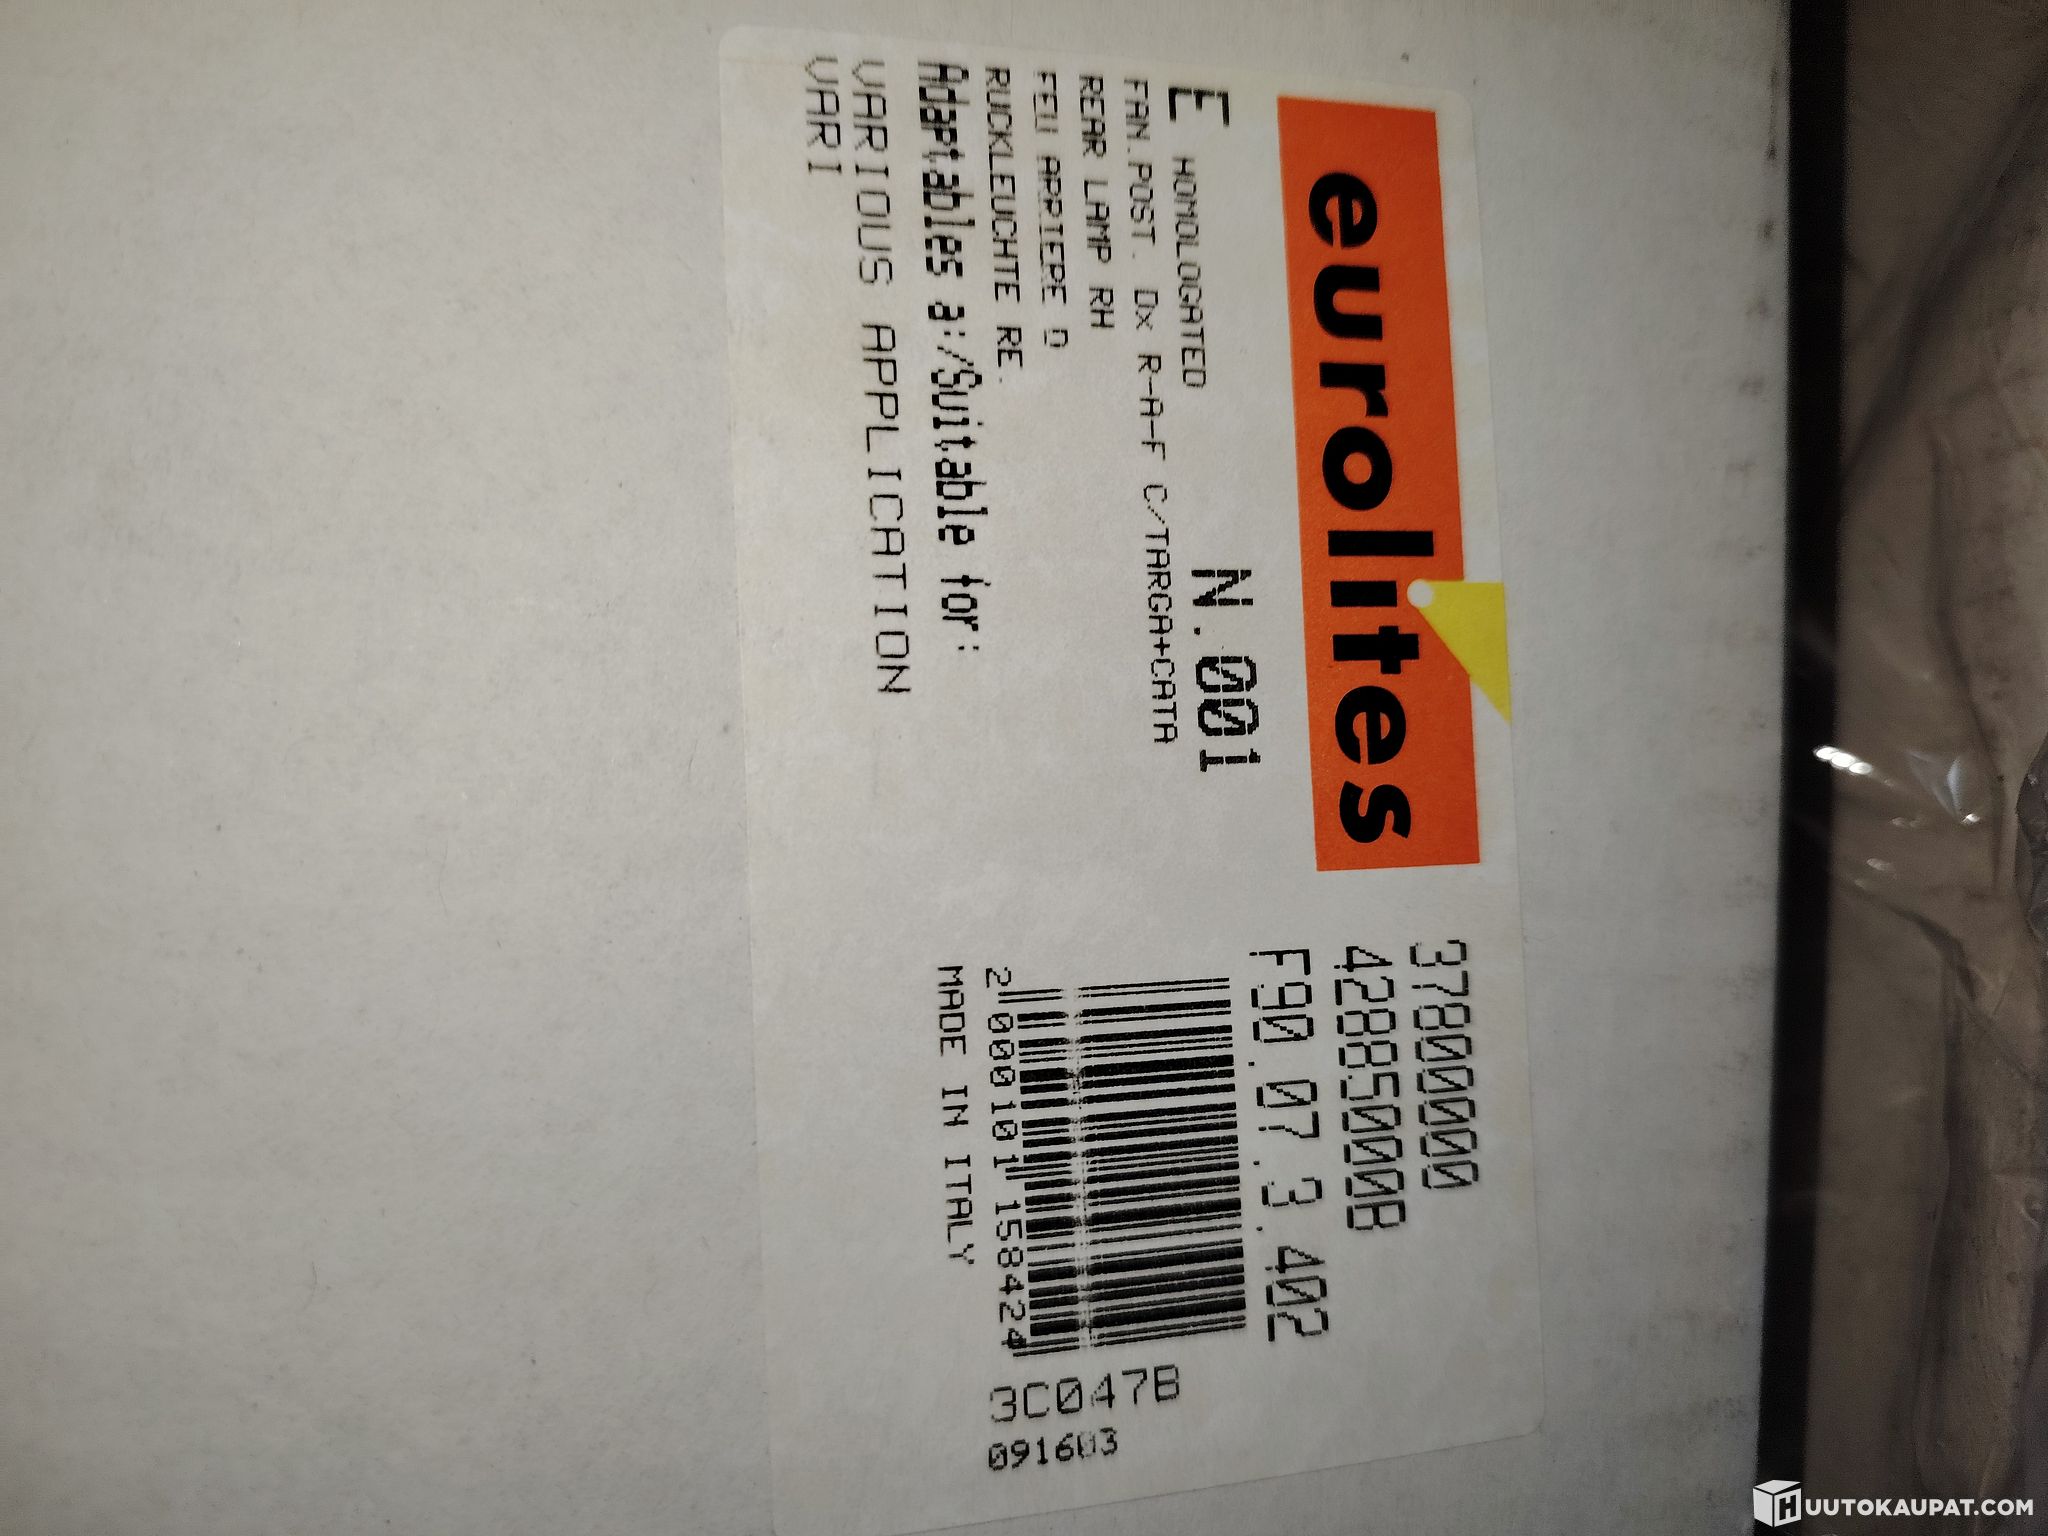 eurolites
E HOMOLOGATED N.001
FAN.POST. Dx R-A-F C/TARGA+CATA
REAR LAMP RH
FEU ARRIERE D
RUCKLEUCHTE RE.
Adaptables a:/Suitable for:
VARIOUS APPLICATION
VARI
37800000
42885000B
F90.07.3.402
2 000101 158424
MADE IN ITALY
3C047B
HUUTOKAUPAT.COM